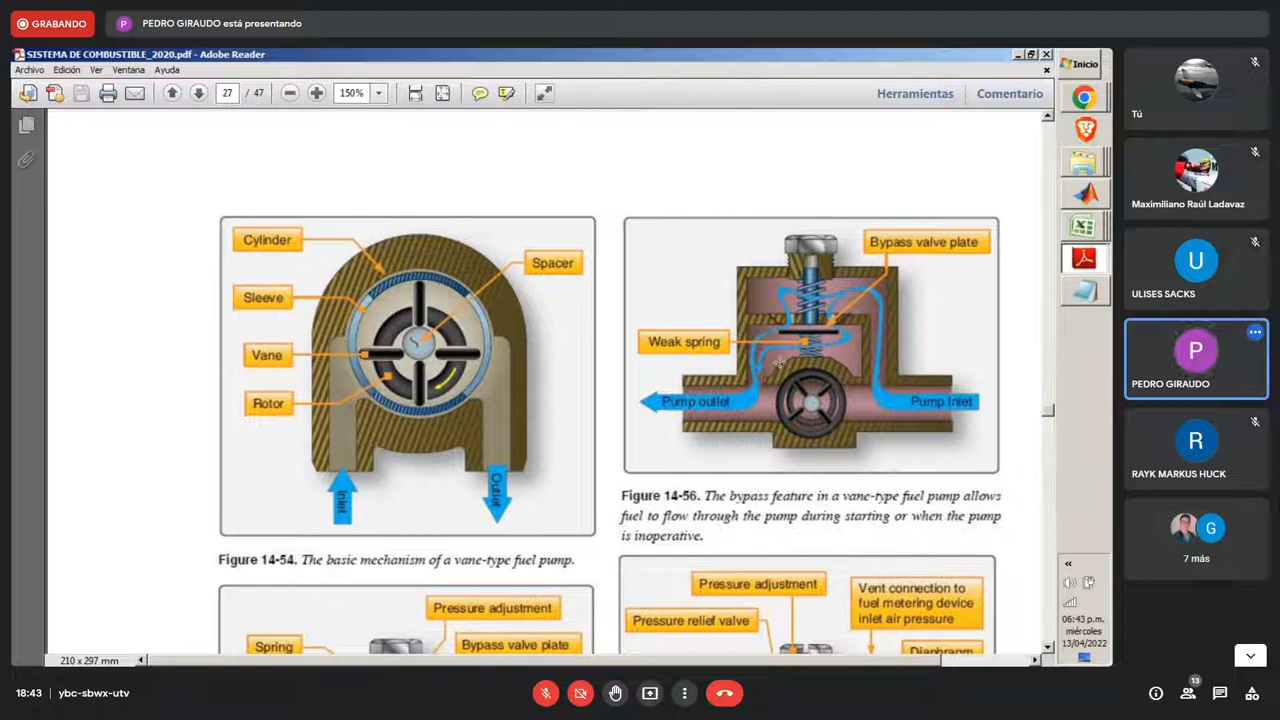 GRABANDO
P
PEDRO GIRAUDO está presentando
SISTEMA DE COMBUSTIBLE_2020.pdf - Adobe Reader
Archivo Edición Ver Ventana Ayuda
27 / 47
150%
Herramientas Comentario
Inicio
Cylinder
Spacer
Sleeve
Vane
Rotor
Inlet
Outlet
Figure 14-54. The basic mechanism of a vane-type fuel pump.
Bypass valve plate
Weak spring
Pump outlet
Pump Inlet
Figure 14-56. The bypass feature in a vane-type fuel pump allows
fuel to flow through the pump during starting or when the pump
is inoperative.
Pressure adjustment
Spring
Bypass valve plate
Pressure adjustment
Pressure relief valve
Vent connection to
fuel metering device
inlet air pressure
Diaphragm
210 x 297 mm
06:43 p.m.
miércoles
13/04/2022
Tú
Maximiliano Raúl Ladavaz
U
ULISES SACKS
P
PEDRO GIRAUDO
R
RAYK MARKUS HUCK
G
7 más
18:43 ybc-sbwx-utv
13